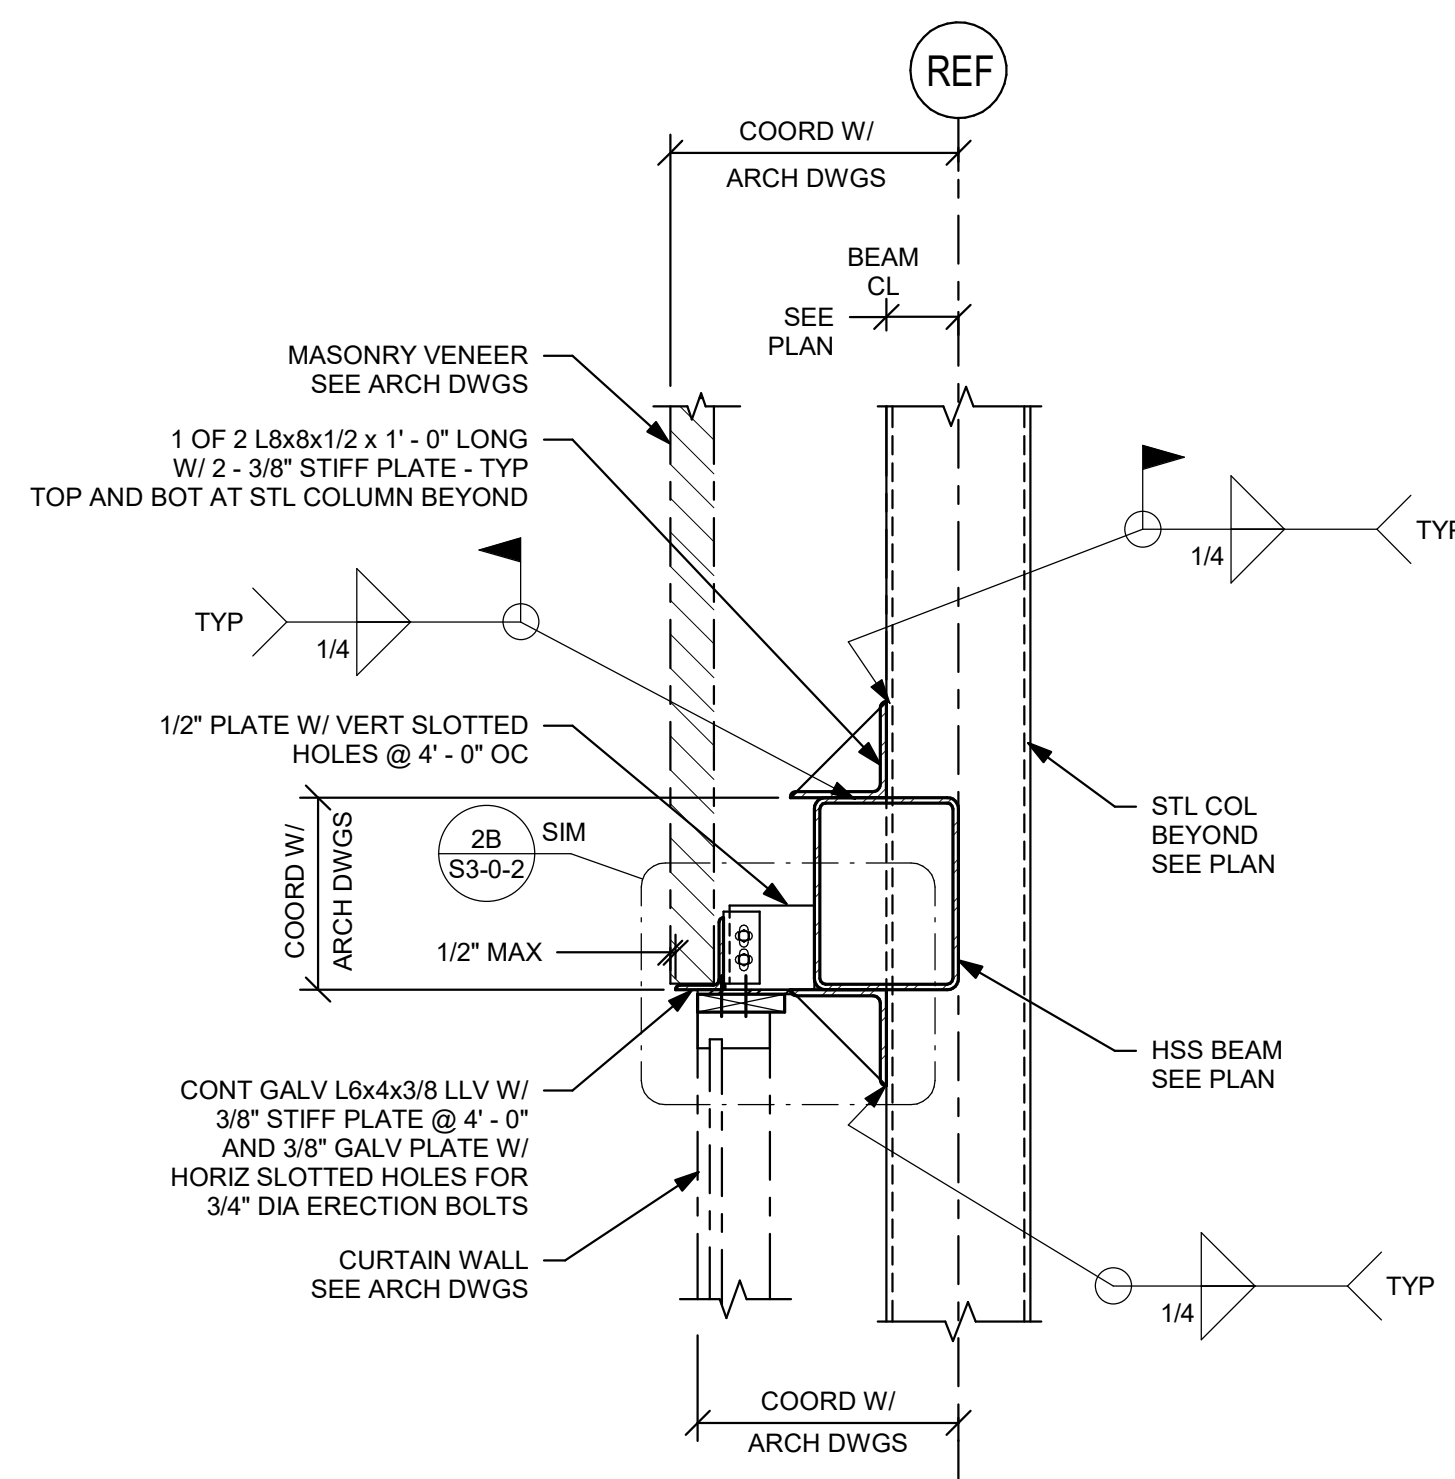 REF
COORD W/
ARCH DWGS
BEAM
CL
SEE
PLAN
MASONRY VENEER
SEE ARCH DWGS
1 OF 2 L8x8x1/2 x 1' - 0" LONG
W/ 2 - 3/8" STIFF PLATE - TYP
TOP AND BOT AT STL COLUMN BEYOND
1/4
TYP
TYP
1/4
1/2" PLATE W/ VERT SLOTTED
HOLES @ 4' - 0" OC
COORD W/
ARCH DWGS
2B
S3-0-2
SIM
STL COL
BEYOND
SEE PLAN
1/2" MAX
HSS BEAM
SEE PLAN
CONT GALV L6x4x3/8 LLV W/
3/8" STIFF PLATE @ 4' - 0"
AND 3/8" GALV PLATE W/
HORIZ SLOTTED HOLES FOR
3/4" DIA ERECTION BOLTS
CURTAIN WALL
SEE ARCH DWGS
1/4
TYP
COORD W/
ARCH DWGS